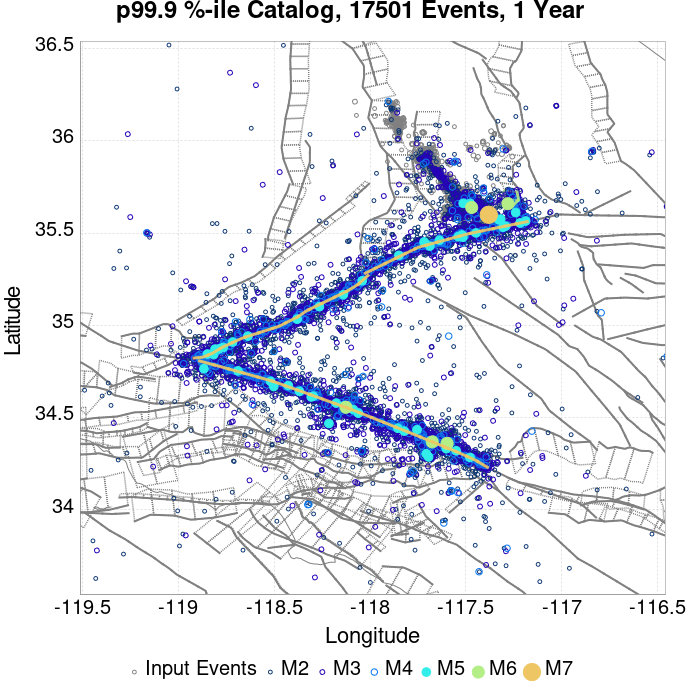 p99.9 %-ile Catalog, 17501 Events, 1 Year
36.5
36
35.5
35
34.5
34
Latitude
-119.5 -119 -118.5 -118 -117.5 -117 -116.5
Longitude
Input Events M2 M3 M4 M5 M6 M7